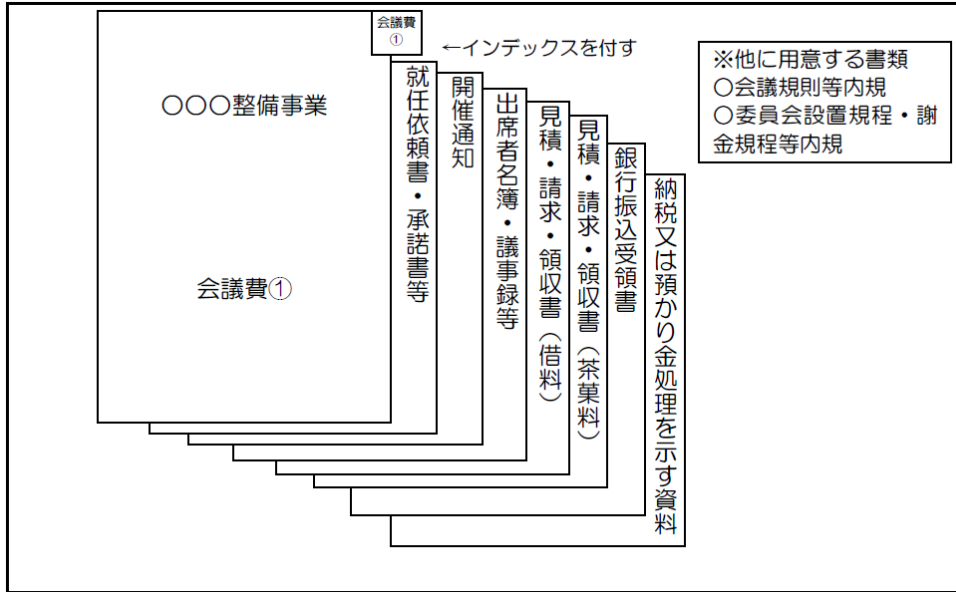 会議費
①
←インデックスを付す
〇〇〇整備事業
会議費①
就任依頼書・承諾書等
開催通知
出席者名簿・議事録等
見積・請求・領収書（借料）
見積・請求・領収書（茶菓料）
銀行振込受領書
納税又は預かり金処理を示す資料
※他に用意する書類
〇会議規則等内規
〇委員会設置規程・謝
金規程等内規